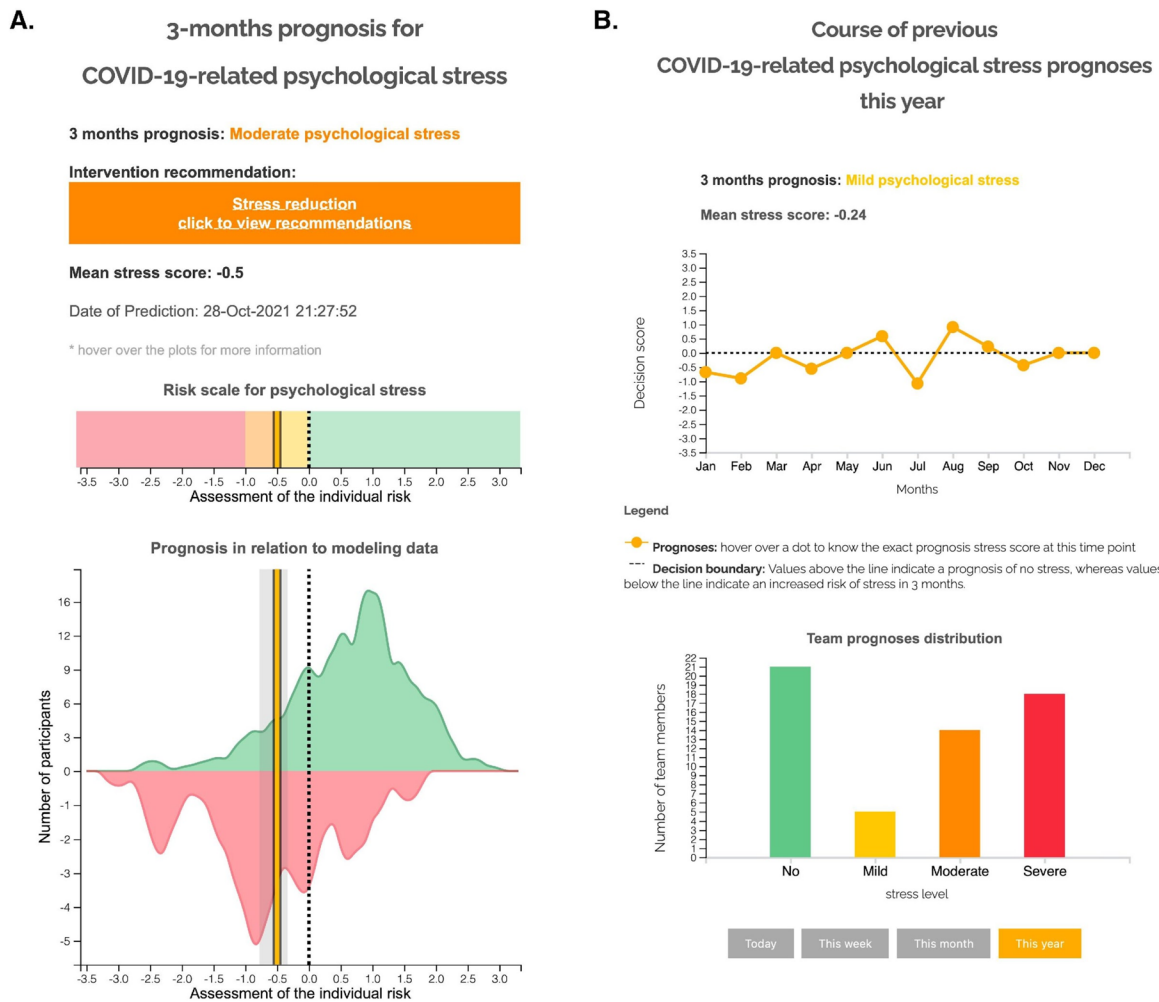 A.
3-months prognosis for
COVID-19-related psychological stress
3 months prognosis: Moderate psychological stress
Intervention recommendation:
Stress reduction
click to view recommendations
Mean stress score: -0.5
Date of Prediction: 28-Oct-2021 21:27:52
* hover over the plots for more information
Risk scale for psychological stress
-3.5 -3.0 -2.5 -2.0 -1.5 -1.0 -0.5 0.0 0.5 1.0 1.5 2.0 2.5 3.0
Assessment of the individual risk
Prognosis in relation to modeling data
Number of participants
16
12
9
6
3
0
-1
-2
-3
-4
-5
-3.5 -3.0 -2.5 -2.0 -1.5 -1.0 -0.5 0.0 0.5 1.0 1.5 2.0 2.5 3.0
Assessment of the individual risk
B.
Course of previous
COVID-19-related psychological stress prognoses
this year
3 months prognosis: Mild psychological stress
Mean stress score: -0.24
Decision score
3.5
3.0
2.5
2.0
1.5
1.0
0.5
0.0
-0.5
-1.0
-1.5
-2.0
-2.5
-3.0
-3.5
Jan Feb Mar Apr May Jun Jul Aug Sep Oct Nov Dec
Months
Legend
Prognoses: hover over a dot to know the exact prognosis stress score at this time point
Decision boundary: Values above the line indicate a prognosis of no stress, whereas values
below the line indicate an increased risk of stress in 3 months.
Team prognoses distribution
Number of team members
22
21
20
19
18
17
15
14
13
12
11
10
9
8
7
6
5
4
3
2
1
0
No Mild Moderate Severe
stress level
Today This week This month This year